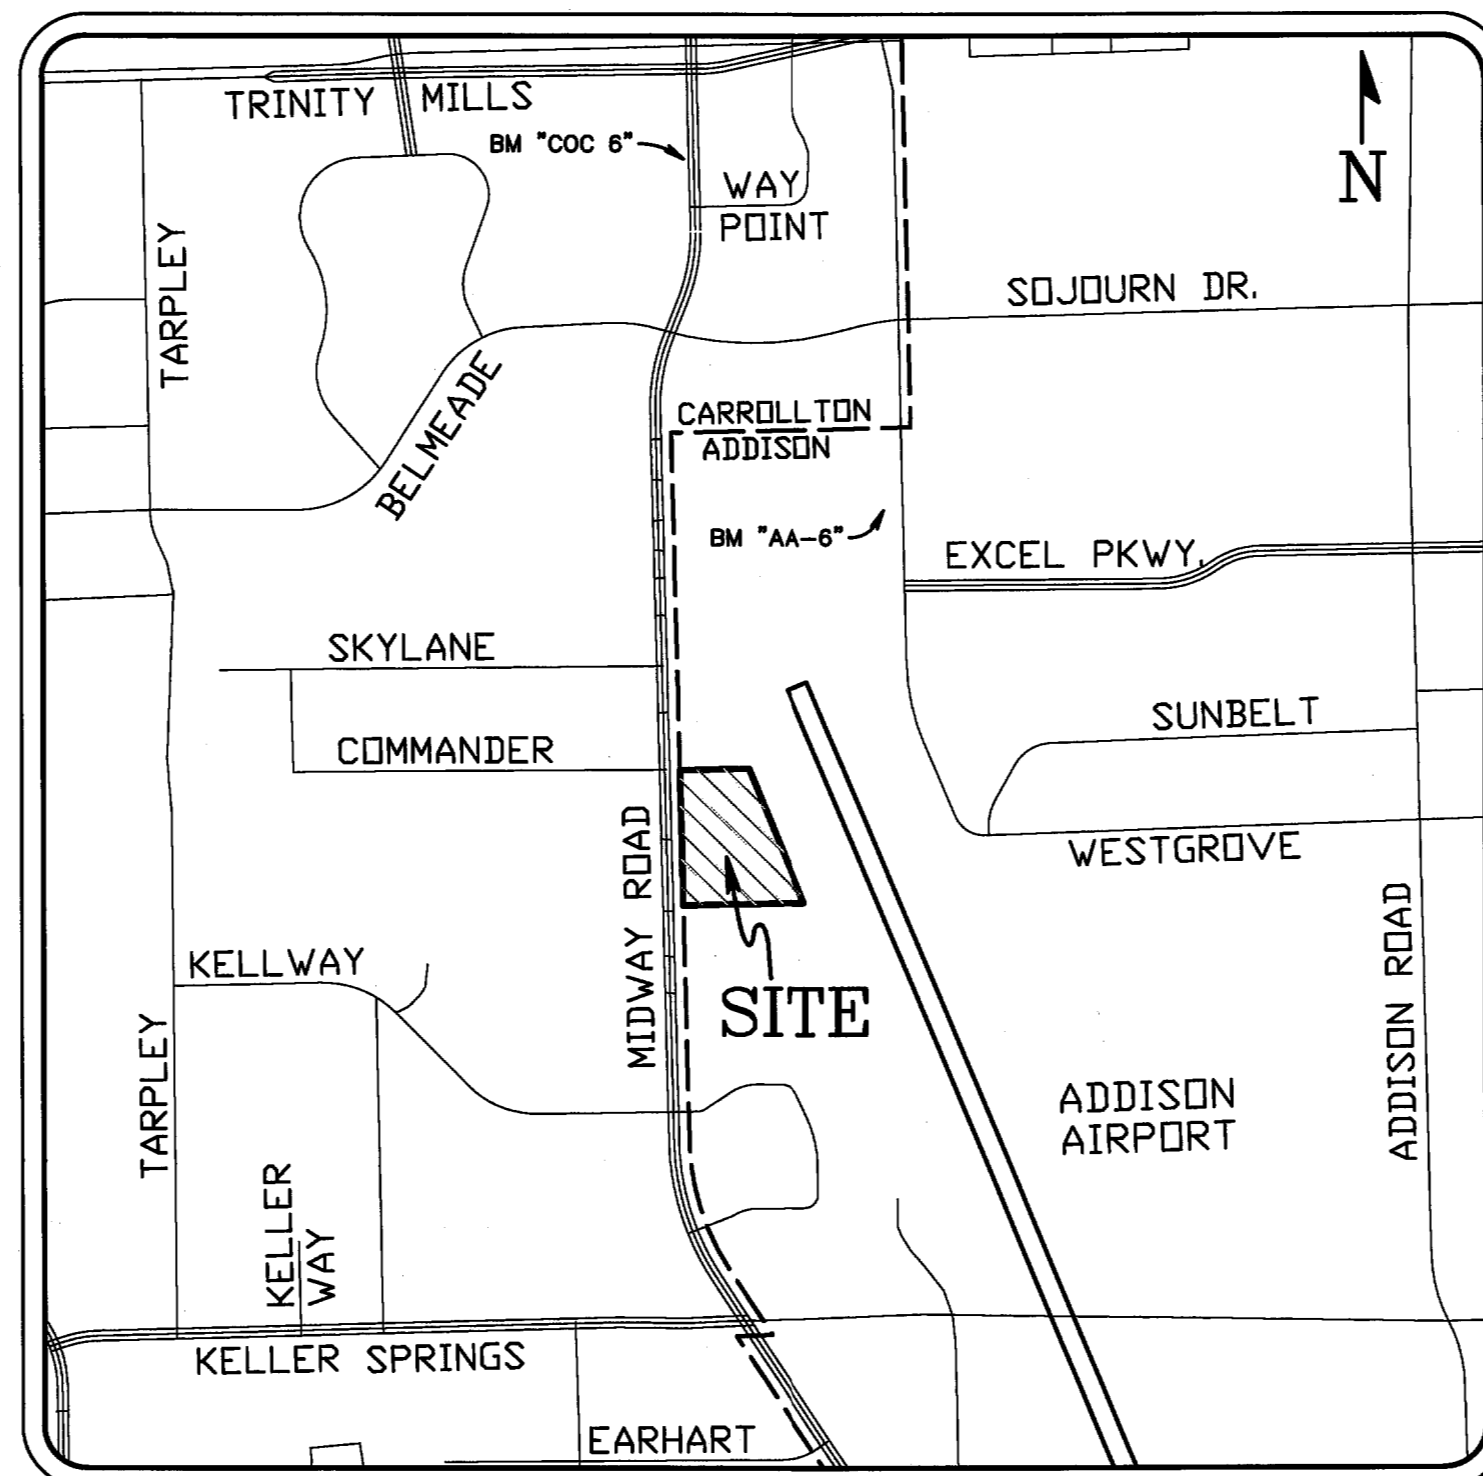 TRINITY MILLS
BM "COC 6"
WAY
POINT
N
TARPLEY
SOJOURN DR.
BELMEADE
CARROLLTON
ADDISON
BM "AA-6"
EXCEL PKWY.
SKYLANE
SUNBELT
COMMANDER
MIDWAY ROAD
WESTGROVE
ADDISON ROAD
KELLWAY
SITE
TARPLEY
ADDISON
AIRPORT
KELLER
WAY
KELLER SPRINGS
EARHART